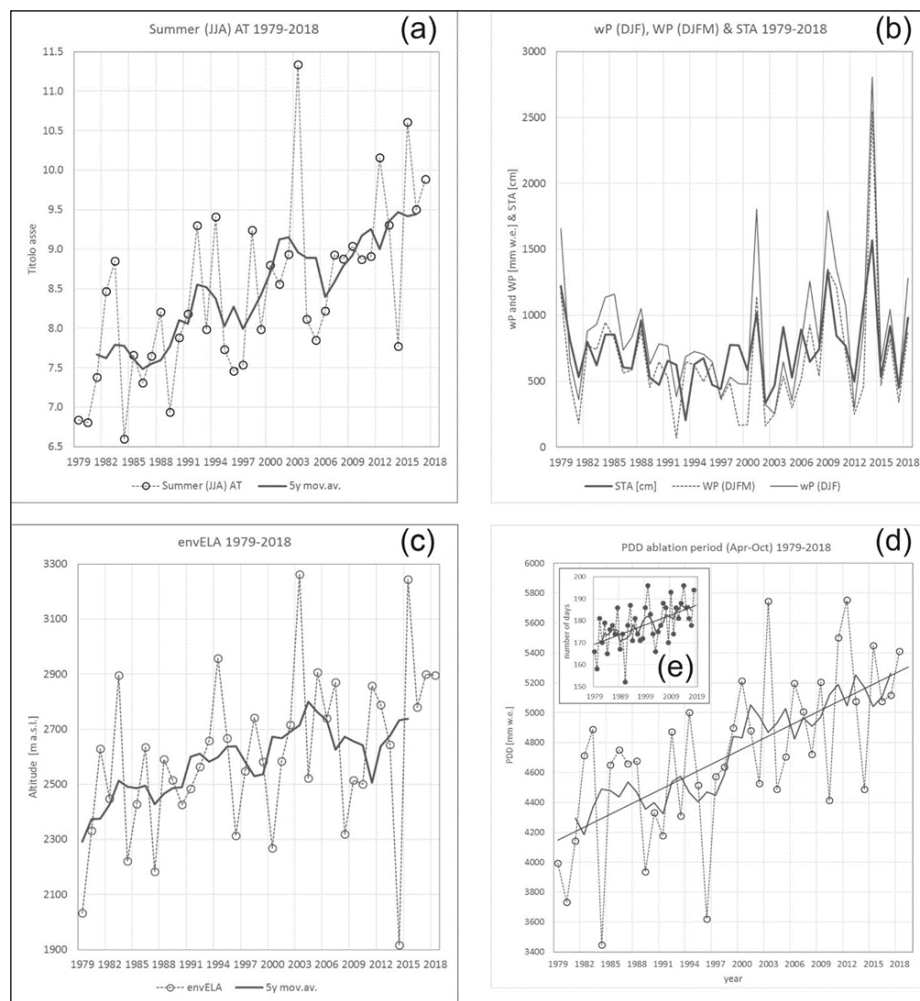 Summer (JJA) AT 1979-2018
(a)
11.5
11.0
10.5
10.0
9.5
9.0
8.5
8.0
7.5
7.0
6.5
Titolo asse
1979 1982 1985 1988 1991 1994 1997 2000 2003 2006 2009 2012 2015 2018
Summer (JJA) AT 5y mov.av.
wP (DJF), WP (DJFM) & STA 1979-2018
(b)
3000
2500
2000
1500
1000
500
0
wP and WP [mm w.e.] & STA [cm]
1979 1982 1985 1988 1991 1994 1997 2000 2003 2006 2009 2012 2015 2018
STA [cm] WP (DJFM) wP (DJF)
envELA 1979-2018
(c)
3300
3100
2900
2700
2500
2300
2100
1900
Altitude [m a.s.l.]
1979 1982 1985 1988 1991 1994 1997 2000 2003 2006 2009 2012 2015 2018
envELA 5y mov.av.
PDD ablation period (Apr-Oct) 1979-2018
(d)
6000
5800
5600
5400
5200
5000
4800
4600
4400
4200
4000
3800
3600
3400
PDD [mm w.e.]
1979 1982 1985 1988 1991 1994 1997 2000 2003 2006 2009 2012 2015 2018
year
200
190
180
170
160
150
number of days
(e)
1979 1989 1999 2009 2019